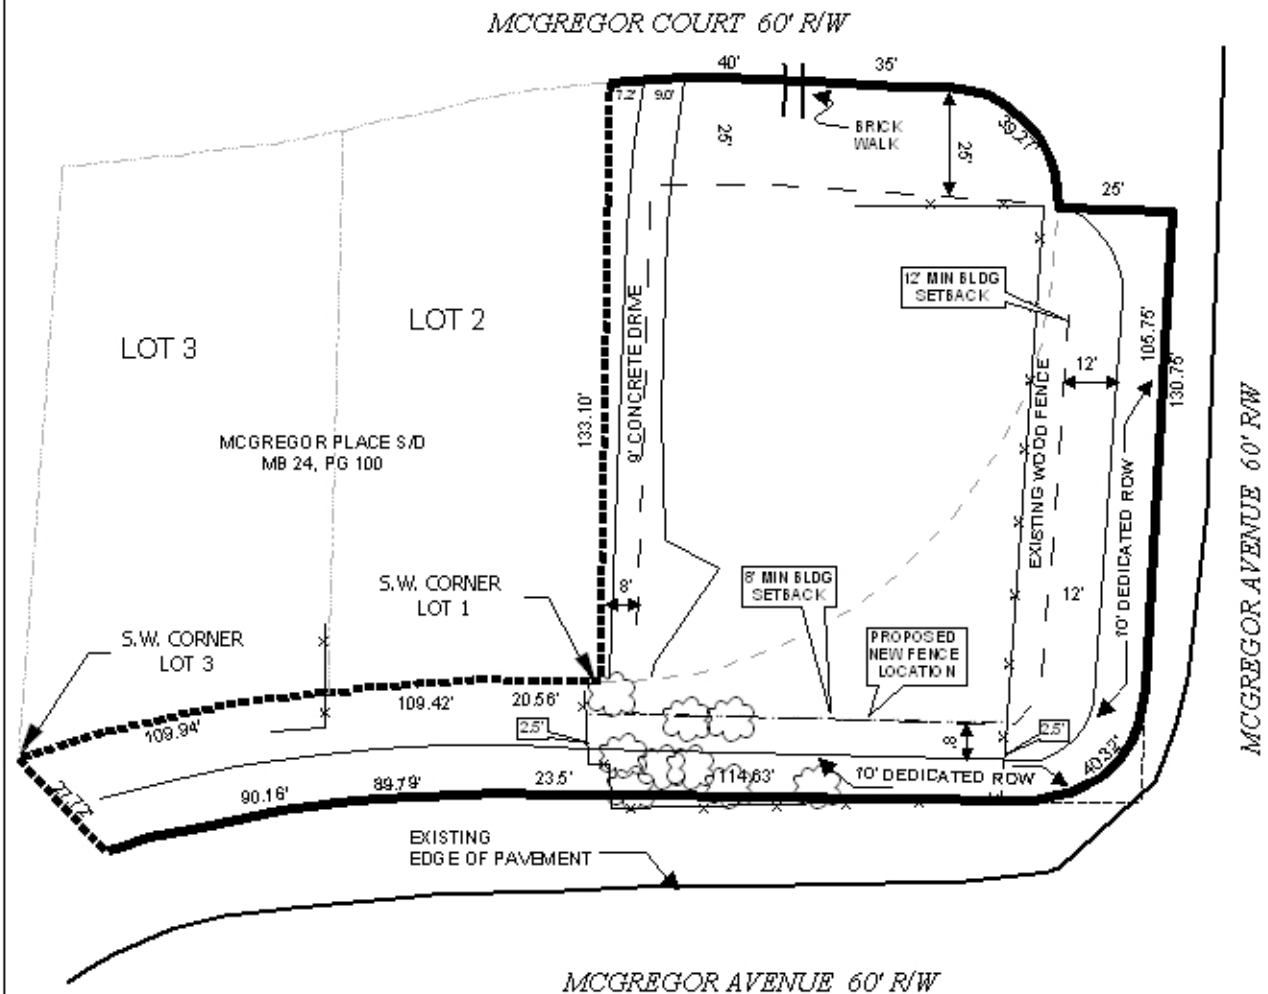 MCGREGOR COURT 60' R/W
40'
35'
7.2'
9.0'
25'
BRICK
WALK
39.27'
25'
25'
12' MIN BLDG
SETBACK
LOT 2
LOT 3
9' CONCRETE DRIVE
133.10'
105.75'
130.75'
12'
EXISTING WOOD FENCE
MCGREGOR AVENUE 60' R/W
MCGREGOR PLACE S/D
MB 24, PG 100
10' DEDICATED ROW
S.W. CORNER
LOT 1
8'
8' MIN BLDG
SETBACK
12'
S.W. CORNER
LOT 3
PROPOSED
NEW FENCE
LOCATION
109.94'
109.42'
20.56'
2.5'
8'
2.5'
40.32'
90.16'
89.79'
23.5'
114.63'
10' DEDICATED ROW
EXISTING
EDGE OF PAVEMENT
MCGREGOR AVENUE 60' R/W